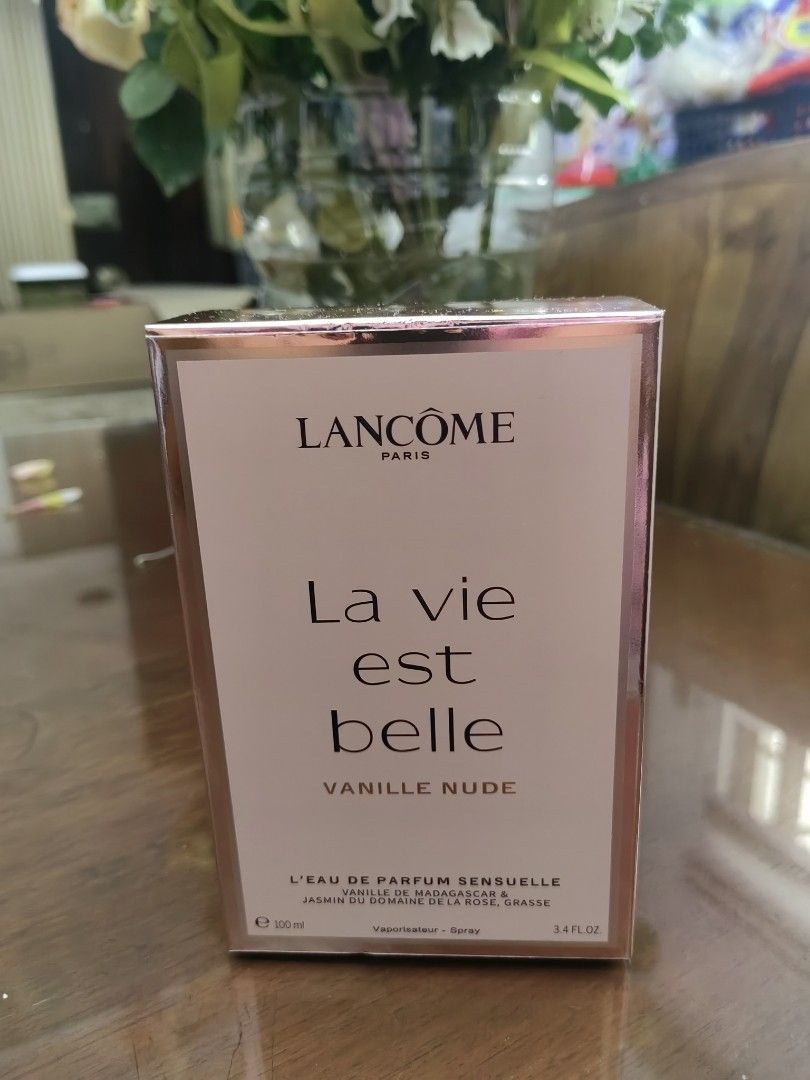 LANCÔME
PARIS
La vie
est
belle
VANILLE NUDE
L'EAU DE PARFUM SENSUELLE
VANILLE DE MADAGASCAR &
JASMIN DU DOMAINE DE LA ROSE, GRASSE
℮ 100 ml Vaporisateur - Spray 3.4 FL.OZ.